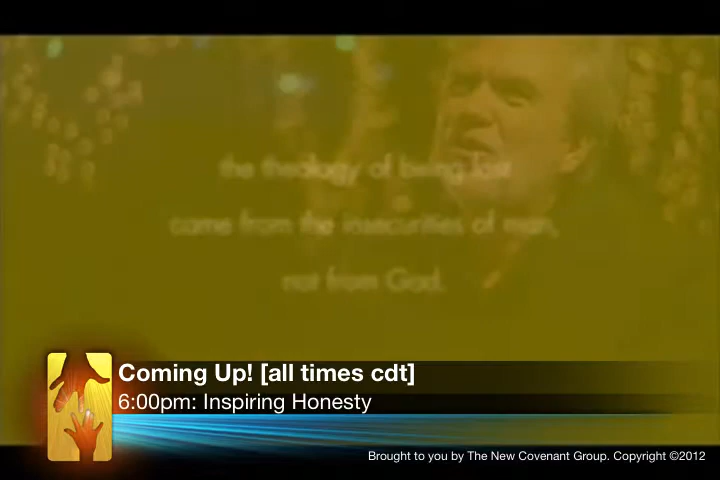 the theology of being lost
came from the insecurities of man,
not from God.
Coming Up! [all times cdt]
6:00pm: Inspiring Honesty
Brought to you by The New Covenant Group. Copyright ©2012